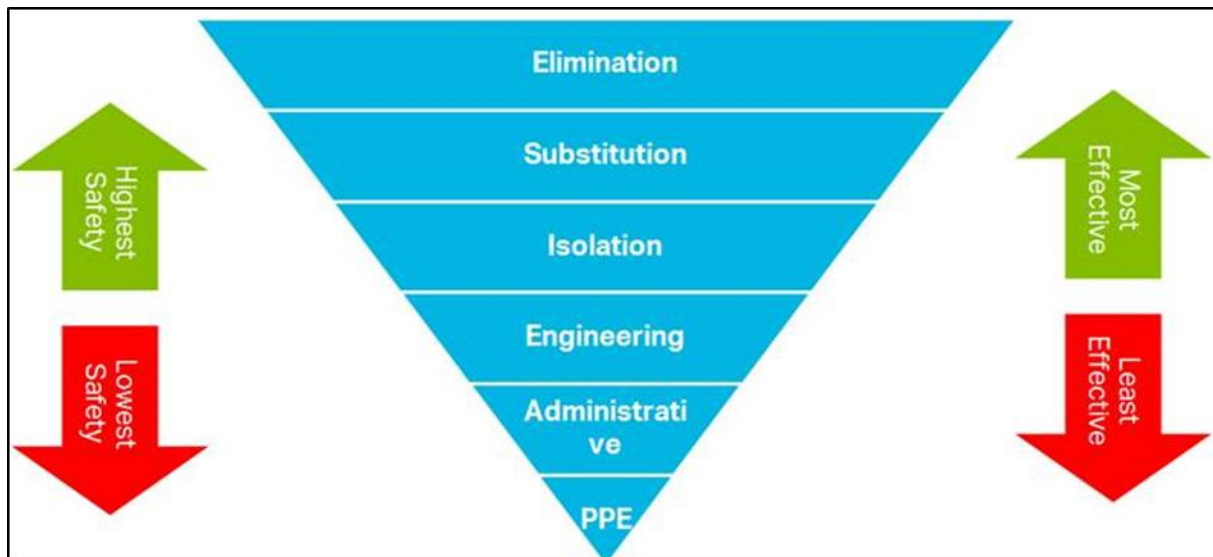 Elimination
Substitution
Isolation
Engineering
Administrati
ve
PPE
Highest
Safety
Lowest
Safety
Most
Effective
Least
Effective